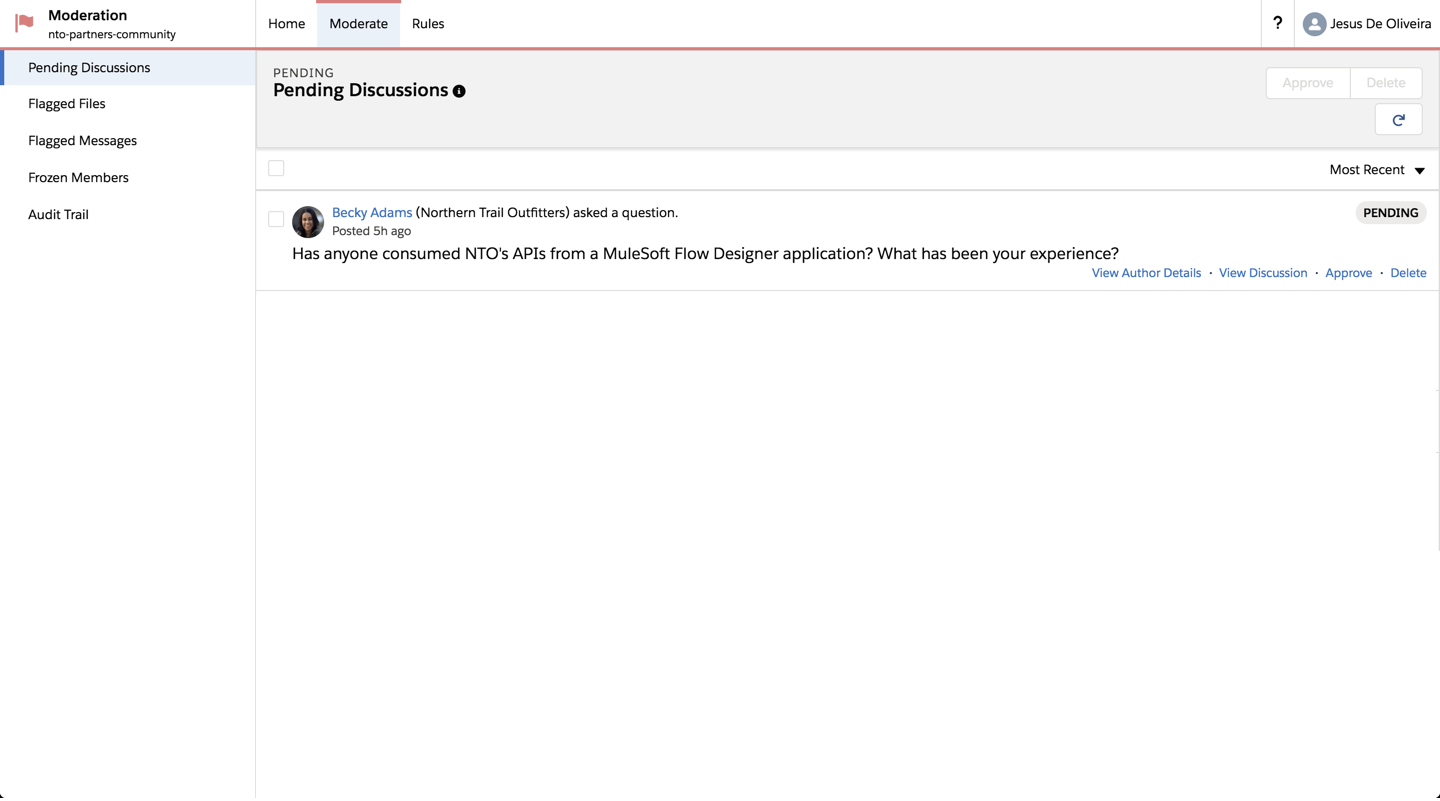 Moderation
nto-partners-community
Home
Moderate
Rules
?
Jesus De Oliveira
Pending Discussions
Flagged Files
Flagged Messages
Frozen Members
Audit Trail
PENDING
Pending Discussions
Approve
Delete
Most Recent
Becky Adams (Northern Trail Outfitters) asked a question.
PENDING
Posted 5h ago
Has anyone consumed NTO's APIs from a MuleSoft Flow Designer application? What has been your experience?
View Author Details · View Discussion · Approve · Delete